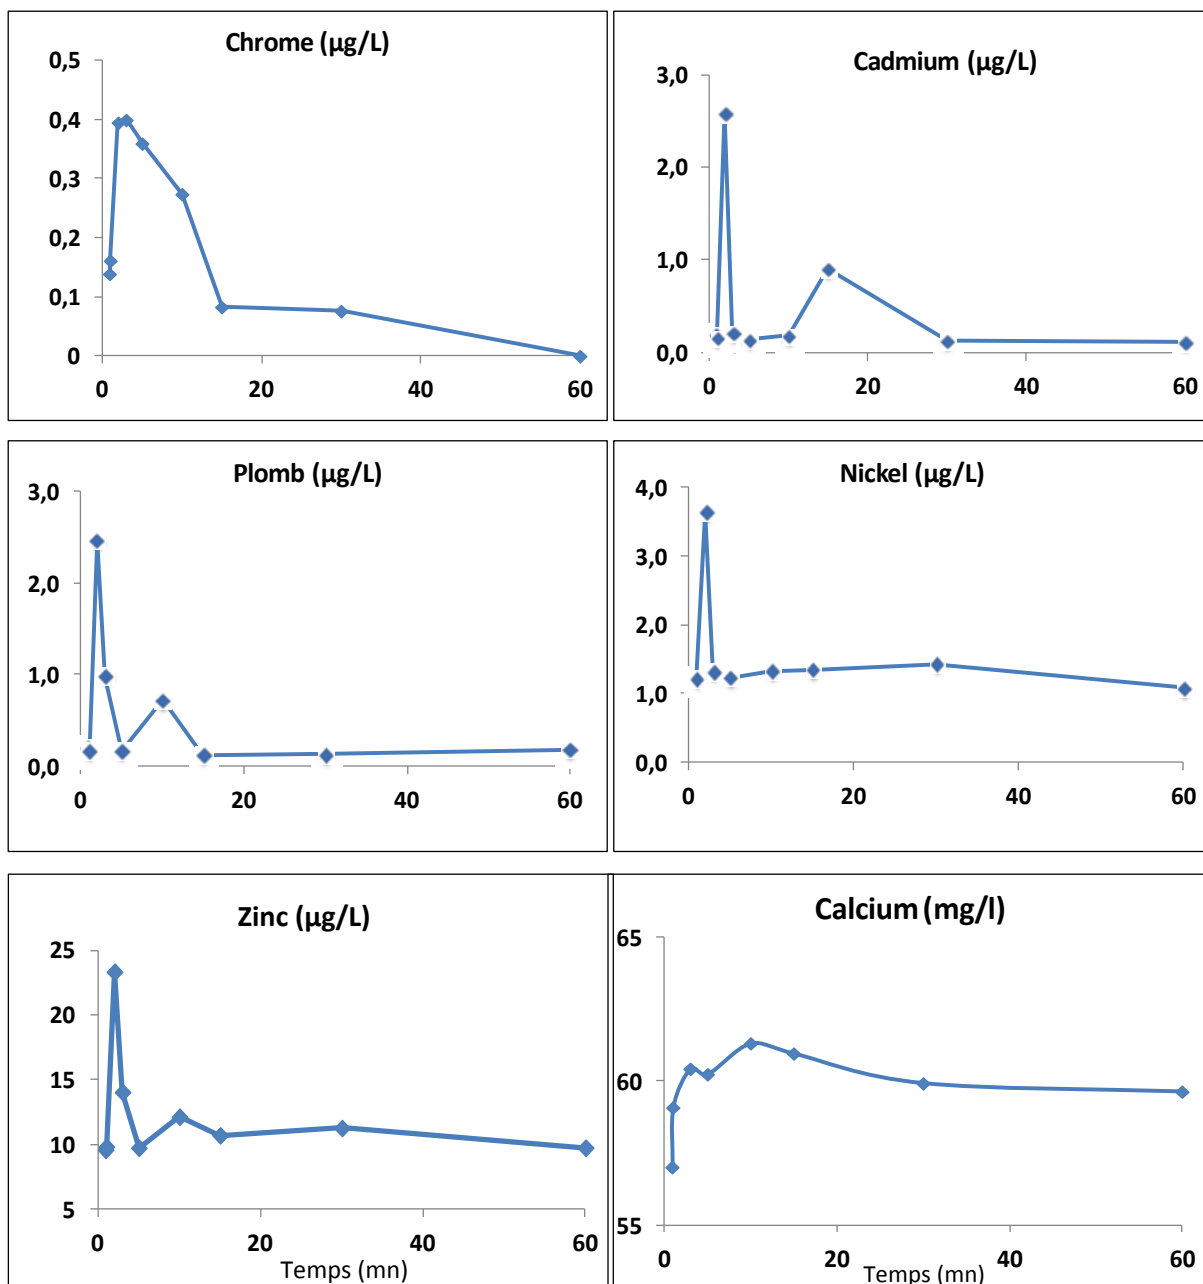 Chrome (µg/L)
0,5
0,4
0,3
0,2
0,1
0
0 20 40 60
Cadmium (µg/L)
3,0
2,0
1,0
0,0
0 20 40 60
Plomb (µg/L)
3,0
2,0
1,0
0,0
0 20 40 60
Nickel (µg/L)
4,0
3,0
2,0
1,0
0,0
0 20 40 60
Zinc (µg/L)
25
20
15
10
5
0 20 40 60
Temps (mn)
Calcium (mg/l)
65
60
55
0 20 40 60
Temps (mn)